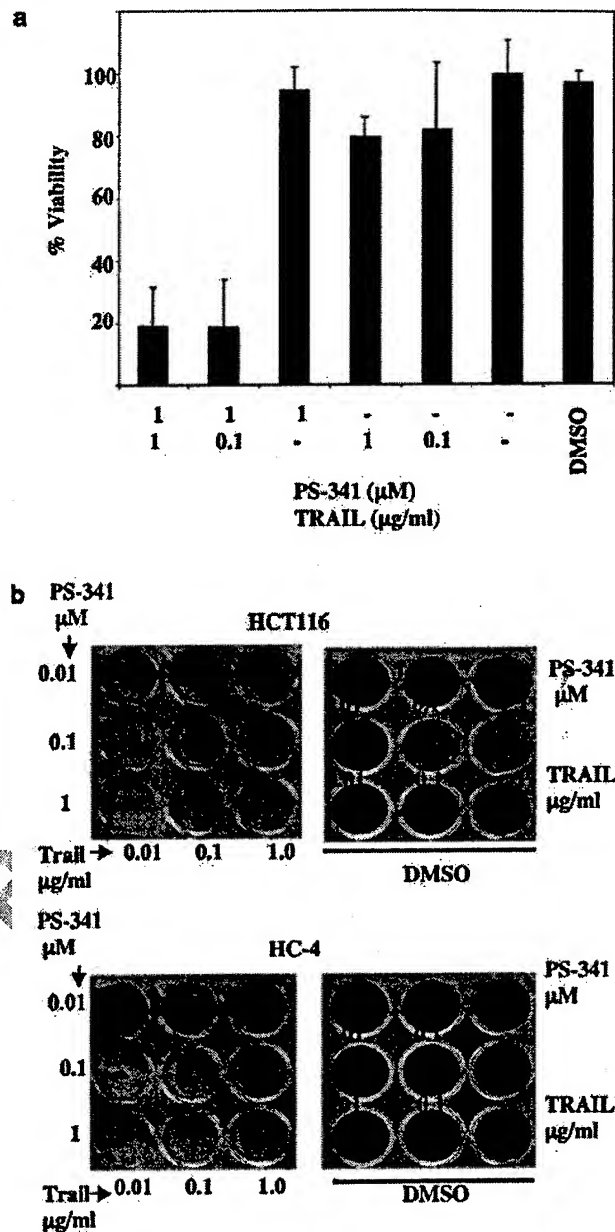 a
% Viability
100
80
60
40
20
1 1 1 - - - DMSO
1 0.1 - 1 0.1 -
PS-341 (µM)
TRAIL (µg/ml)
b
PS-341
µM
HCT116
0.01
0.1
1
PS-341
µM
TRAIL
µg/ml
Trail 0.01 0.1 1.0
µg/ml
DMSO
PS-341
µM
HC-4
0.01
0.1
1
PS-341
µM
TRAIL
µg/ml
Trail 0.01 0.1 1.0
µg/ml
DMSO